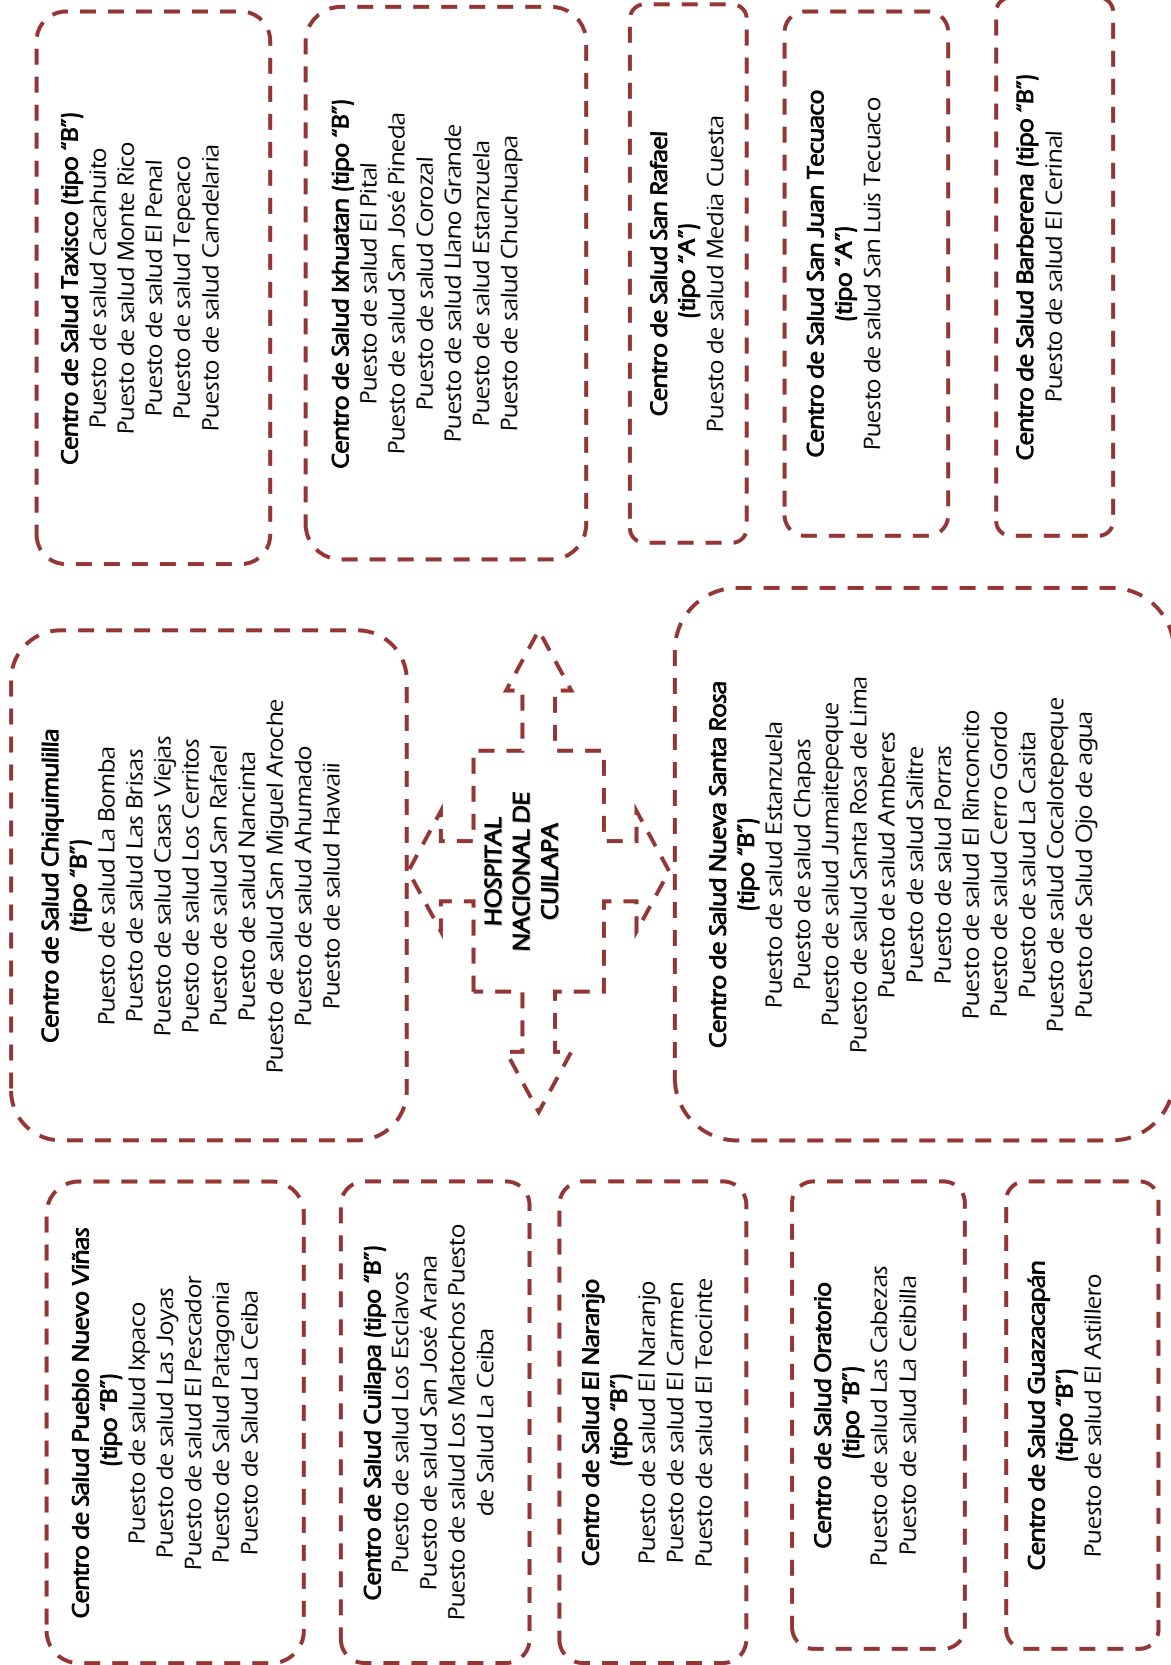 Centro de Salud Pueblo Nuevo Viñas
(tipo “B”)
Puesto de salud Ixpaco
Puesto de salud Las Joyas
Puesto de salud El Pescador
Puesto de Salud Patagonia
Puesto de Salud La Ceiba
Centro de Salud Cuilapa (tipo “B”)
Puesto de salud Los Esclavos
Puesto de salud San José Arana
Puesto de salud Los Matochos Puesto
de Salud La Ceiba
Centro de Salud El Naranjo
(tipo “B”)
Puesto de salud El Naranjo
Puesto de salud El Carmen
Puesto de salud El Teocinte
Centro de Salud Oratorio
(tipo “B”)
Puesto de salud Las Cabezas
Puesto de salud La Ceibilla
Centro de Salud Guazacapán
(tipo “B”)
Puesto de salud El Astillero
Centro de Salud Chiquimulilla
(tipo “B”)
Puesto de salud La Bomba
Puesto de salud Las Brisas
Puesto de salud Casas Viejas
Puesto de salud Los Cerritos
Puesto de salud San Rafael
Puesto de salud Nancinta
Puesto de salud San Miguel Aroche
Puesto de salud Ahumado
Puesto de salud Hawaii
HOSPITAL
NACIONAL DE
CUILAPA
Centro de Salud Nueva Santa Rosa
(tipo “B”)
Puesto de salud Estanzuela
Puesto de salud Chapas
Puesto de salud Jumaitepeque
Puesto de salud Santa Rosa de Lima
Puesto de salud Amberes
Puesto de salud Salitre
Puesto de salud Porras
Puesto de salud El Rinconcito
Puesto de salud Cerro Gordo
Puesto de salud La Casita
Puesto de salud Cocalotepeque
Puesto de Salud Ojo de agua
Centro de Salud Taxisco (tipo “B”)
Puesto de salud Cacahuito
Puesto de salud Monte Rico
Puesto de salud El Penal
Puesto de salud Tepeaco
Puesto de salud Candelaria
Centro de Salud Ixhuatan (tipo “B”)
Puesto de salud El Pital
Puesto de salud San José Pineda
Puesto de salud Corozal
Puesto de salud Llano Grande
Puesto de salud Estanzuela
Puesto de salud Chuchuapa
Centro de Salud San Rafael
(tipo “A”)
Puesto de salud Media Cuesta
Centro de Salud San Juan Tecuaco
(tipo “A”)
Puesto de salud San Luis Tecuaco
Centro de Salud Barberena (tipo “B”)
Puesto de salud El Cerinal